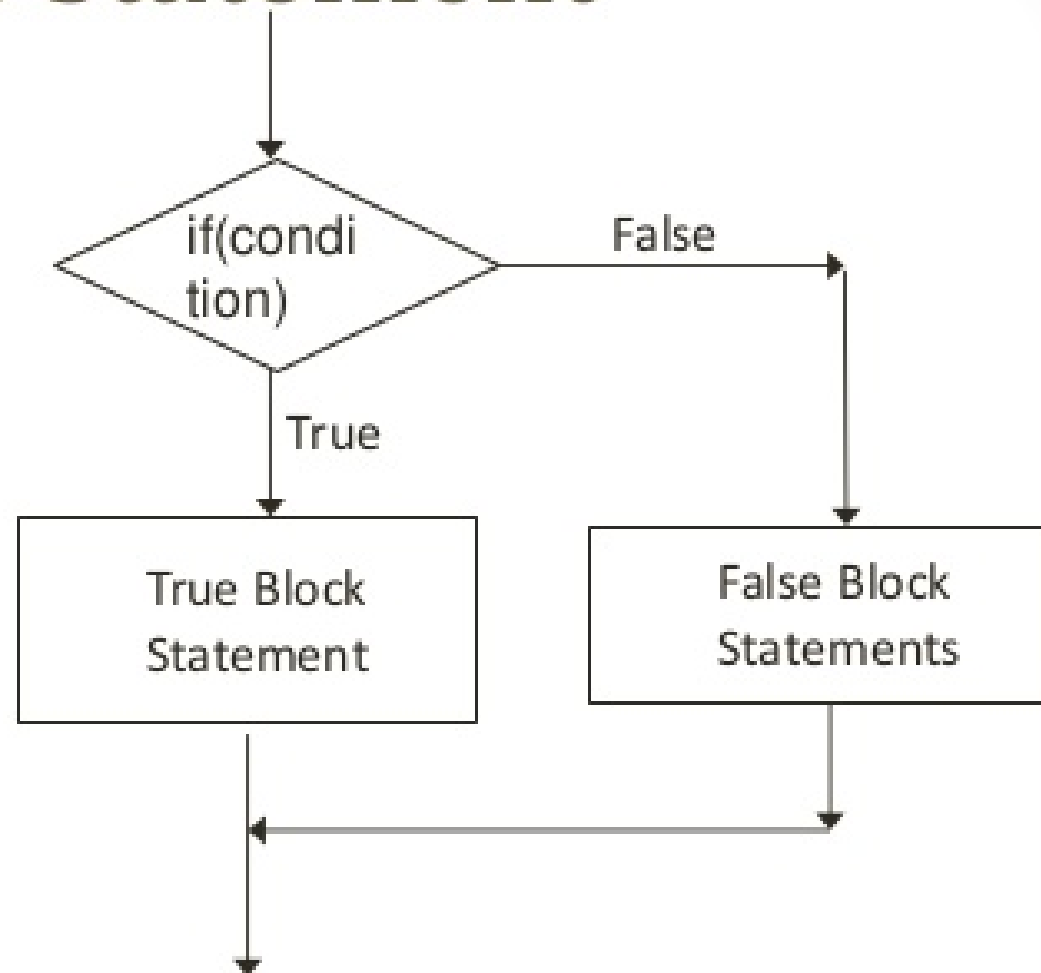 if(condi
tion)
False
True
True Block
Statement
False Block
Statements